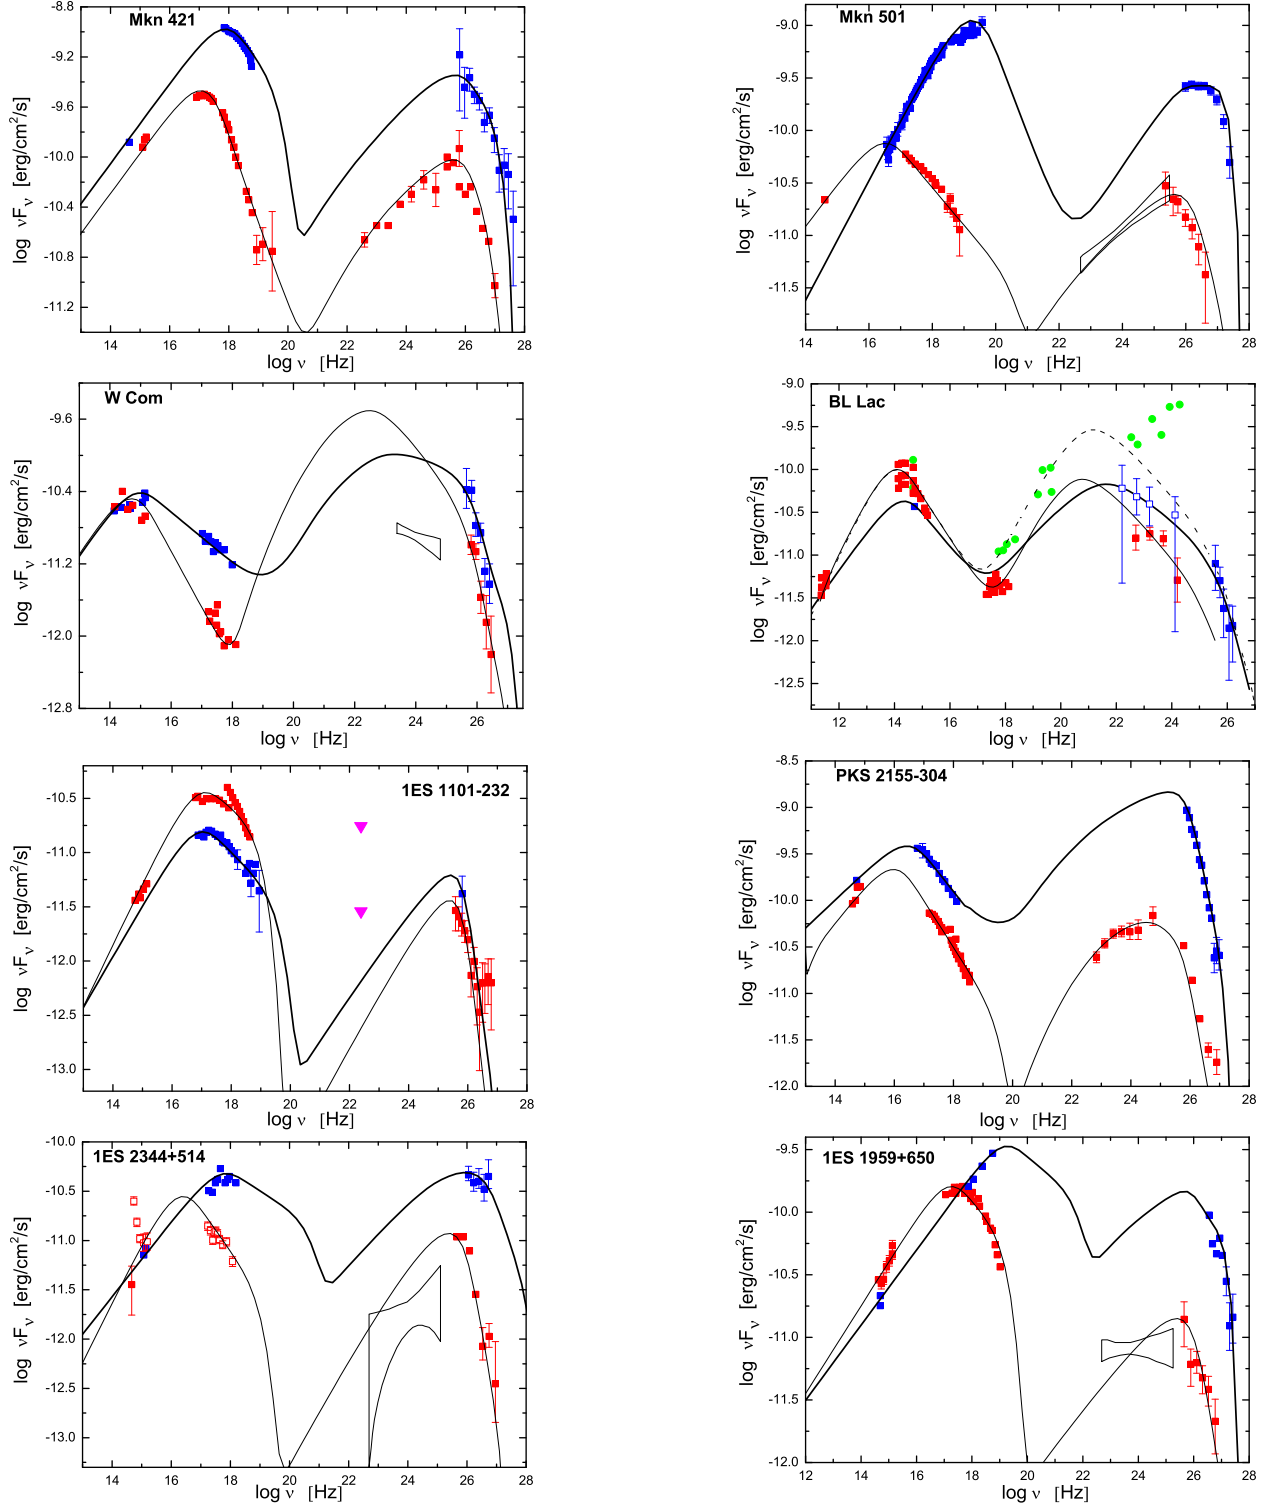 Mkn 421
-8.8
-9.2
-9.6
-10.0
-10.4
-10.8
-11.2
log νFν [erg/cm²/s]
14 16 18 20 22 24 26 28
log ν [Hz]
Mkn 501
-9.0
-9.5
-10.0
-10.5
-11.0
-11.5
log νFν [erg/cm²/s]
14 16 18 20 22 24 26 28
log ν [Hz]
W Com
-9.6
-10.4
-11.2
-12.0
-12.8
log νFν [erg/cm²/s]
14 16 18 20 22 24 26
log ν [Hz]
BL Lac
-9.0
-9.5
-10.0
-10.5
-11.0
-11.5
-12.0
-12.5
log νFν [erg/cm²/s]
12 14 16 18 20 22 24 26
log ν [Hz]
1ES 1101-232
-10.5
-11.0
-11.5
-12.0
-12.5
-13.0
log νFν [erg/cm²/s]
14 16 18 20 22 24 26 28
log ν [Hz]
PKS 2155-304
-8.5
-9.0
-9.5
-10.0
-10.5
-11.0
-11.5
-12.0
log νFν [erg/cm²/s]
14 16 18 20 22 24 26 28
log ν [Hz]
1ES 2344+514
-10.0
-10.5
-11.0
-11.5
-12.0
-12.5
-13.0
log νFν [erg/cm²/s]
12 14 16 18 20 22 24 26 28
log ν [Hz]
1ES 1959+650
-9.5
-10.0
-10.5
-11.0
-11.5
-12.0
log νFν [erg/cm²/s]
12 14 16 18 20 22 24 26 28
log ν [Hz]